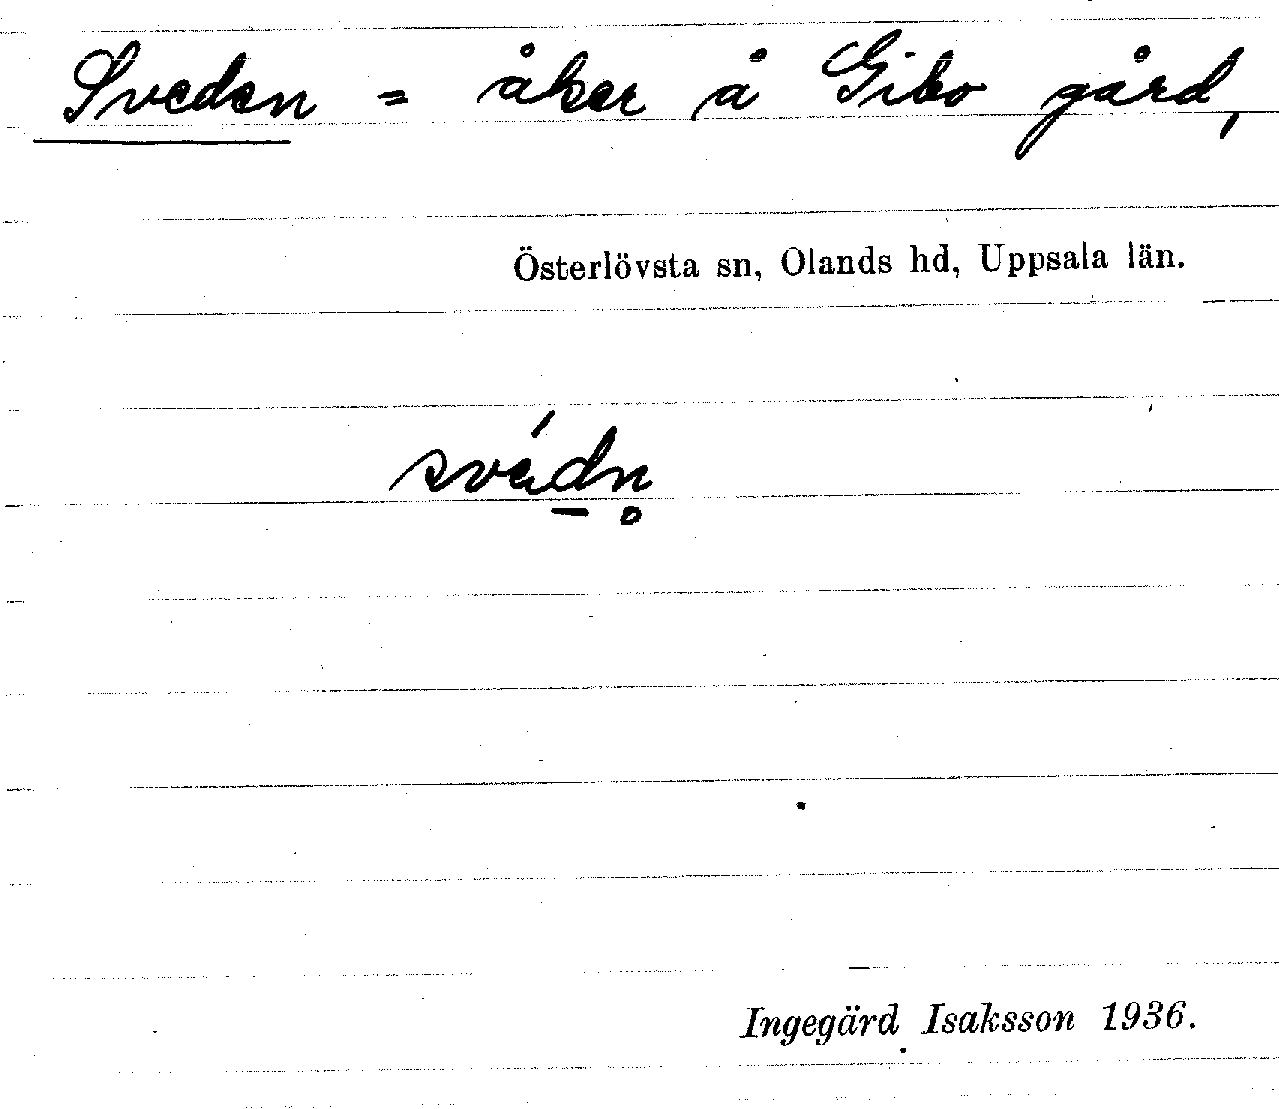 Sveden = åker å Gibo gård,
Österlövsta sn, Olands hd, Uppsala län.
svédn̥
Ingegärd Isaksson 1936.